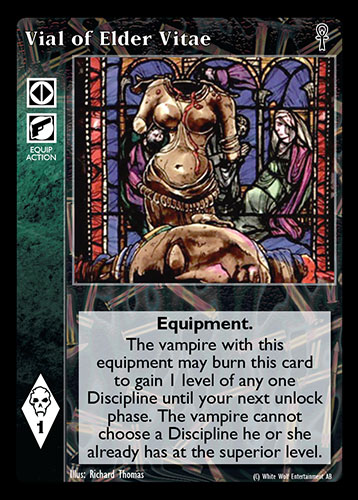 Vial of Elder Vitae
EQUIP
ACTION
Equipment.
The vampire with this
equipment may burn this card
to gain 1 level of any one
Discipline until your next unlock
phase. The vampire cannot
choose a Discipline he or she
already has at the superior level.
1
Illus: Richard Thomas
(C) White Wolf Entertainment AB